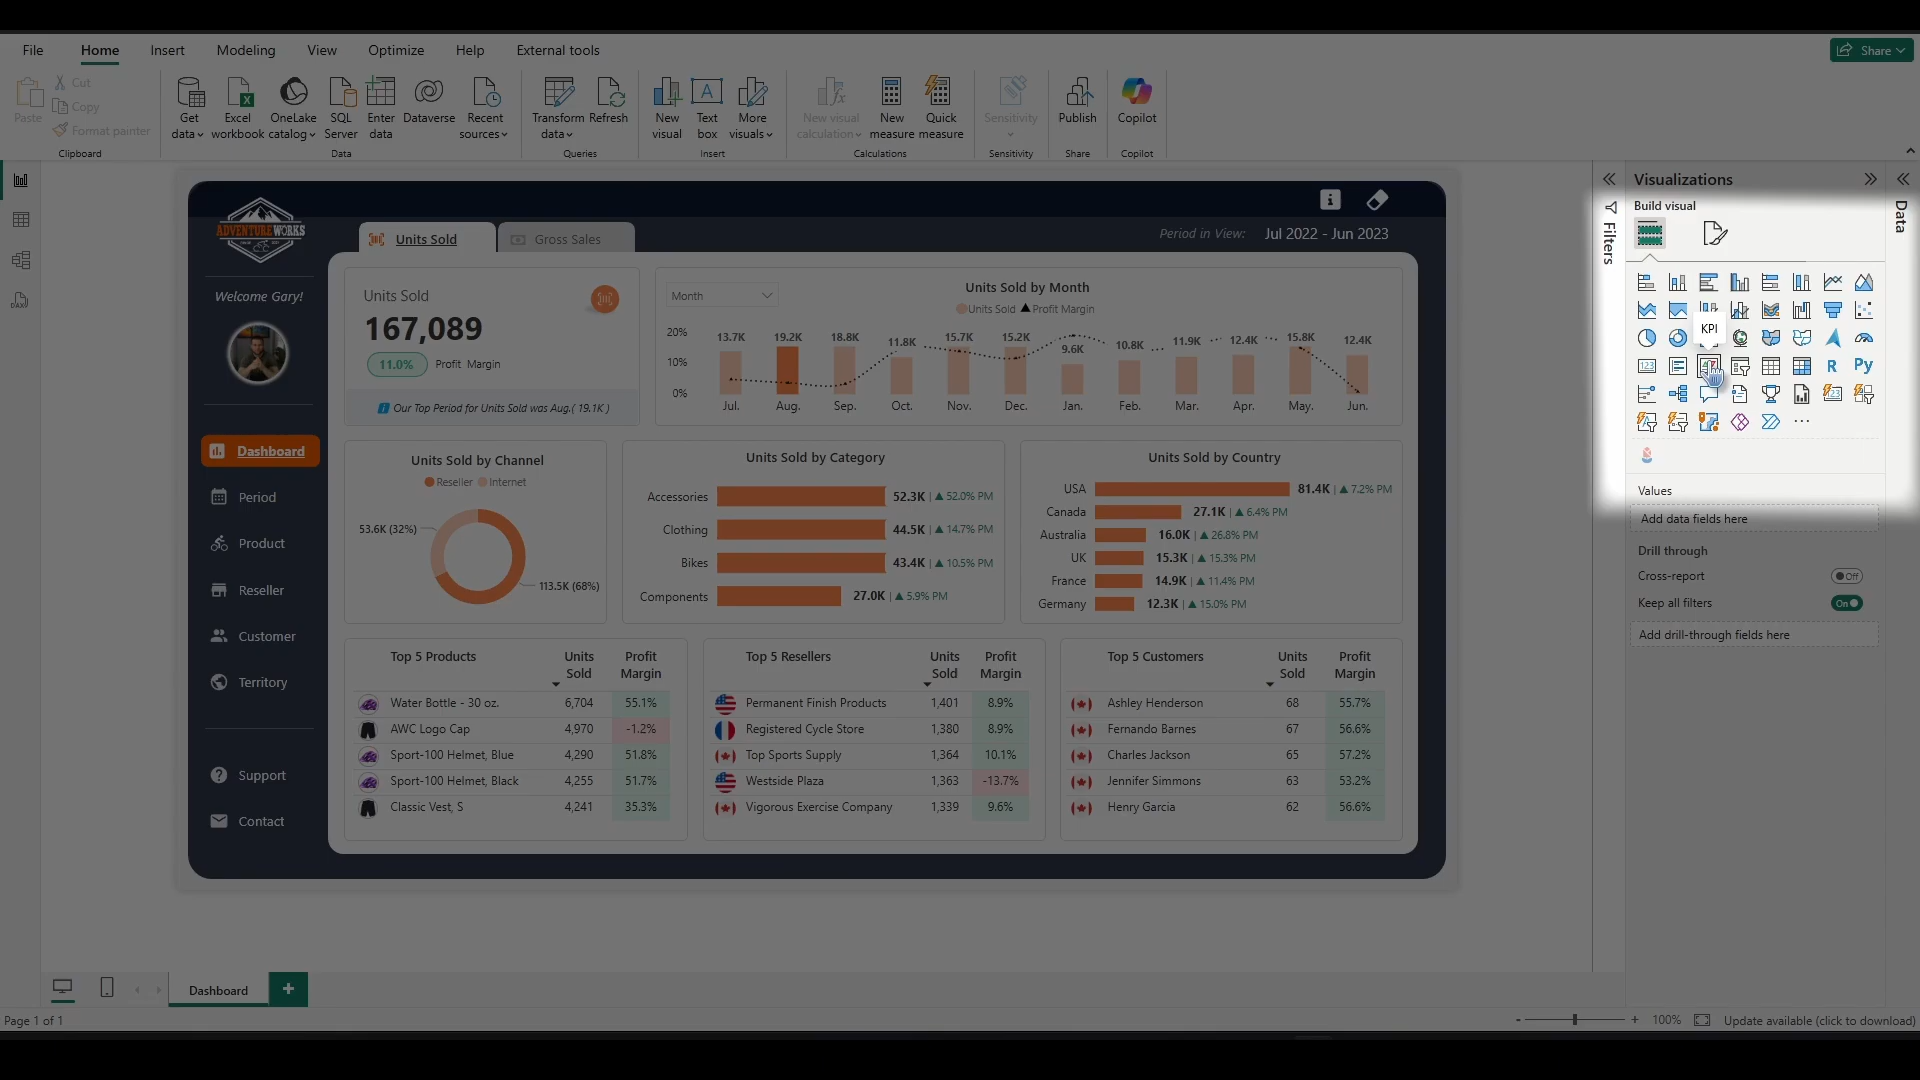 File Home Insert Modeling View Optimize Help External tools Share
Paste Cut Copy Format painter
Get data Excel workbook OneLake catalog SQL Server Enter data Dataverse Recent sources Transform data Refresh New visual Text box More visuals New visual calculation New measure Quick measure Sensitivity Publish Copilot
Clipboard Data Queries Insert Calculations Sensitivity Share Copilot
ADVENTURE WORKS
Welcome Gary!
Dashboard
Period
Product
Reseller
Customer
Territory
Support
Contact
Units Sold Gross Sales
Period in View: Jul 2022 - Jun 2023
Units Sold
167,089
11.0% Profit Margin
Our Top Period for Units Sold was Aug.( 19.1K )
Month
Units Sold by Month
Units Sold Profit Margin
20%
10%
0%
13.7K 19.2K 18.8K 11.8K 15.7K 15.2K 9.6K 10.8K 11.9K 12.4K 15.8K 12.4K
Jul. Aug. Sep. Oct. Nov. Dec. Jan. Feb. Mar. Apr. May. Jun.
Units Sold by Channel
Reseller Internet
53.6K (32%)
113.5K (68%)
Units Sold by Category
Accessories 52.3K | ▲ 52.0% PM
Clothing 44.5K | ▲ 14.7% PM
Bikes 43.4K | ▲ 10.5% PM
Components 27.0K | ▲ 5.9% PM
Units Sold by Country
USA 81.4K | ▲ 7.2% PM
Canada 27.1K | ▲ 6.4% PM
Australia 16.0K | ▲ 26.8% PM
UK 15.3K | ▲ 15.3% PM
France 14.9K | ▲ 11.4% PM
Germany 12.3K | ▲ 15.0% PM
Top 5 Products Units Sold Profit Margin
Water Bottle - 30 oz. 6,704 55.1%
AWC Logo Cap 4,970 -1.2%
Sport-100 Helmet, Blue 4,290 51.8%
Sport-100 Helmet, Black 4,255 51.7%
Classic Vest, S 4,241 35.3%
Top 5 Resellers Units Sold Profit Margin
Permanent Finish Products 1,401 8.9%
Registered Cycle Store 1,380 8.9%
Top Sports Supply 1,364 10.1%
Westside Plaza 1,363 -13.7%
Vigorous Exercise Company 1,339 9.6%
Top 5 Customers Units Sold Profit Margin
Ashley Henderson 68 55.7%
Fernando Barnes 67 56.6%
Charles Jackson 65 57.2%
Jennifer Simmons 63 53.2%
Henry Garcia 62 56.6%
Filters
Visualizations
Data
Build visual
KPI
R Py
123
Values
Add data fields here
Drill through
Cross-report Off
Keep all filters On
Add drill-through fields here
Dashboard +
Page 1 of 1
- + 100% Update available (click to download)